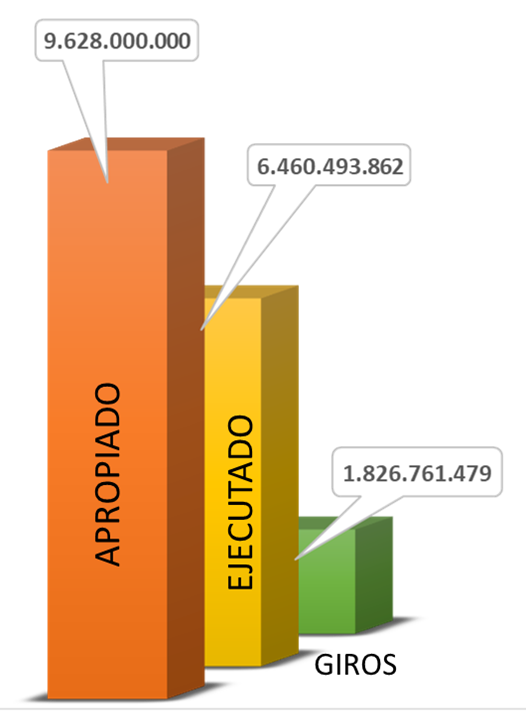 9.628.000.000
6.460.493.862
1.826.761.479
APROPIADO
EJECUTADO
GIROS